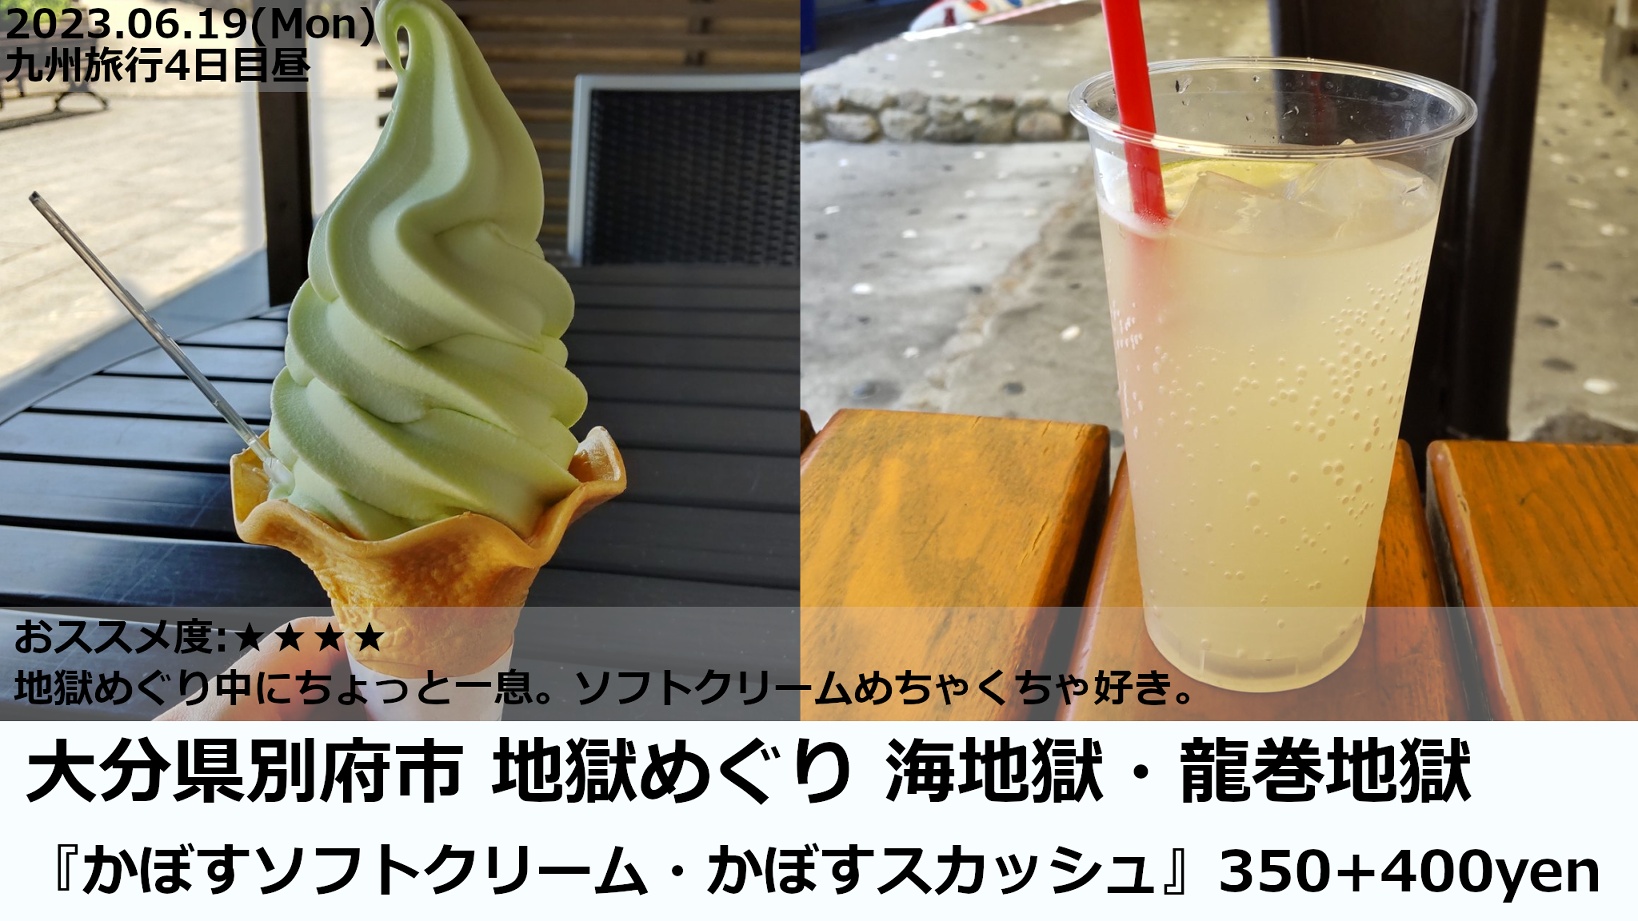 2023.06.19(Mon)
九州旅行4日目昼
おススメ度:★★★★
地獄めぐり中にちょっと一息。ソフトクリームめちゃくちゃ好き。
大分県別府市 地獄めぐり 海地獄・龍巻地獄
『かぼすソフトクリーム・かぼすスカッシュ』350+400yen